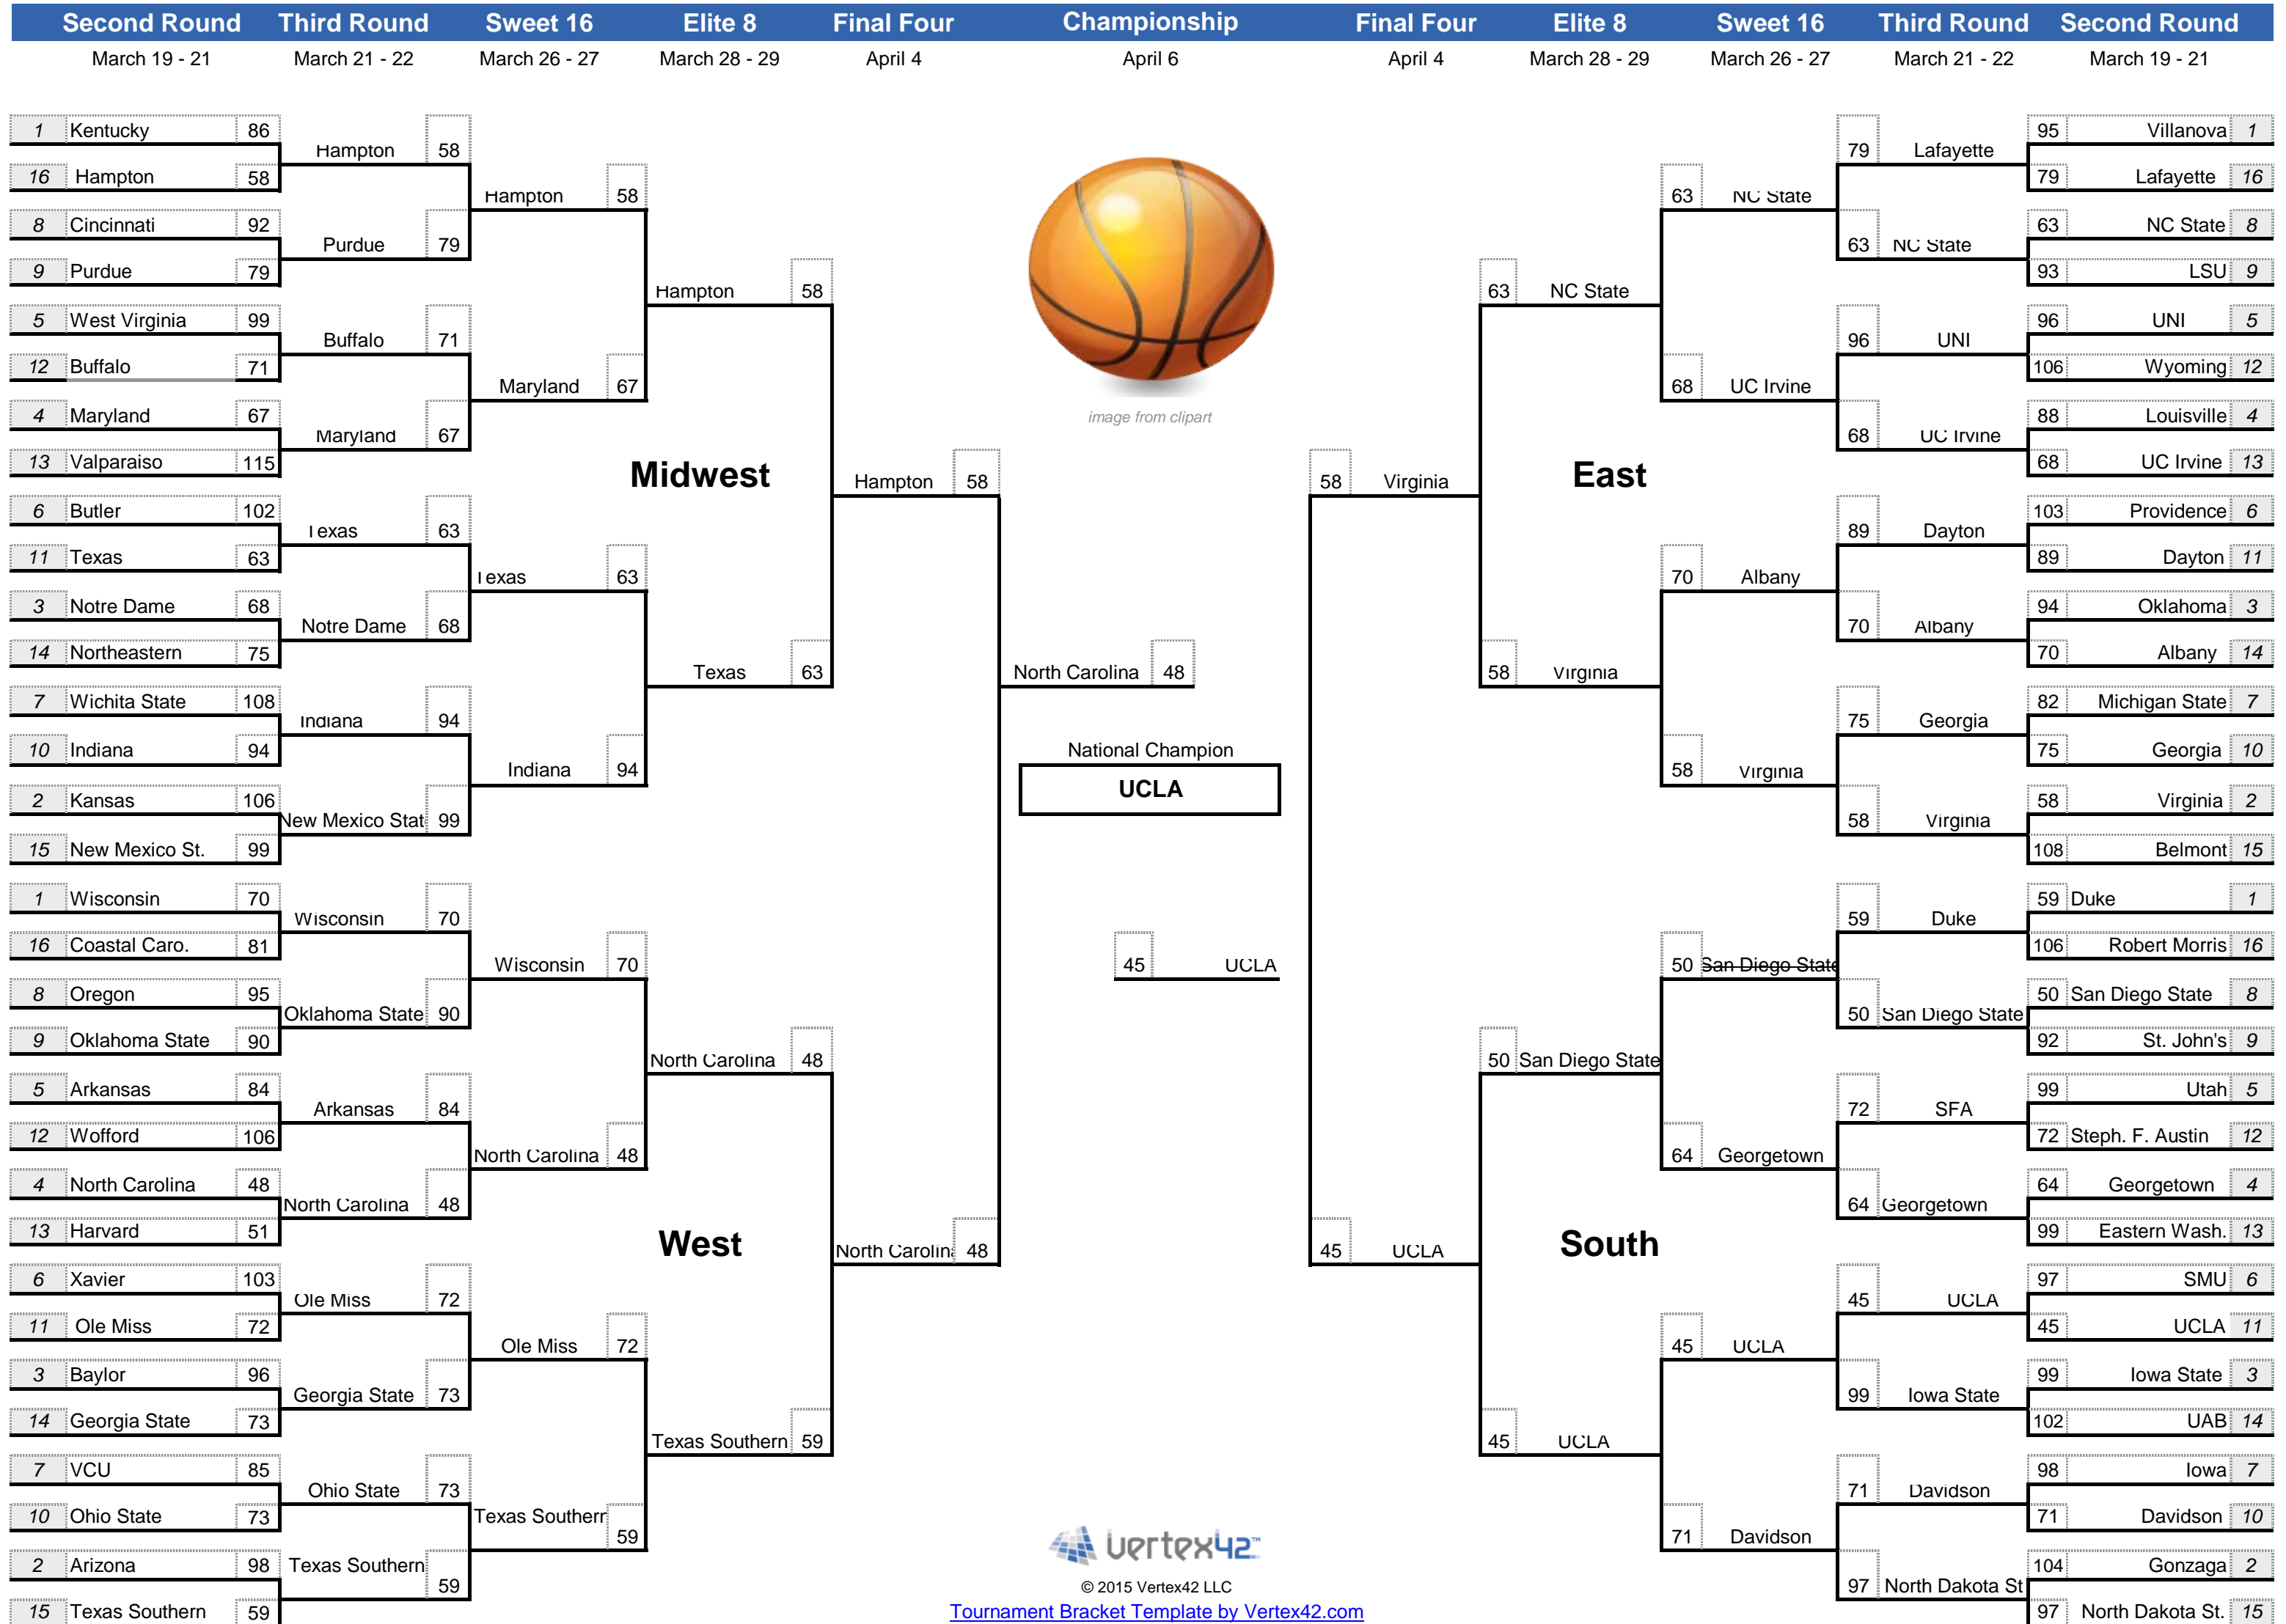 Second Round Third Round Sweet 16 Elite 8 Final Four Championship Final Four Elite 8 Sweet 16 Third Round Second Round
March 19 - 21 March 21 - 22 March 26 - 27 March 28 - 29 April 4 April 6 April 4 March 28 - 29 March 26 - 27 March 21 - 22 March 19 - 21
1 Kentucky 86 95 Villanova 1
Hampton 58 79 Lafayette
16 Hampton 58 79 Lafayette 16
Hampton 58 63 NC State
8 Cincinnati 92 63 NC State 8
Purdue 79 63 NC State
9 Purdue 79 93 LSU 9
Hampton 58 63 NC State
5 West Virginia 99 96 UNI 5
Buffalo 71 96 UNI
12 Buffalo 71 106 Wyoming 12
Maryland 67 68 UC Irvine
4 Maryland 67 image from clipart 88 Louisville 4
Maryland 67 68 UC Irvine
13 Valparaiso 115 68 UC Irvine 13
Midwest East
Hampton 58 58 Virginia
6 Butler 102 103 Providence 6
Texas 63 89 Dayton
11 Texas 63 89 Dayton 11
Texas 63 70 Albany
3 Notre Dame 68 94 Oklahoma 3
Notre Dame 68 70 Albany
14 Northeastern 75 70 Albany 14
Texas 63 North Carolina 48 58 Virginia
7 Wichita State 108 82 Michigan State 7
Indiana 94 75 Georgia
10 Indiana 94 National Champion 75 Georgia 10
Indiana 94 58 Virginia
UCLA
2 Kansas 106 58 Virginia 2
New Mexico Stat 99 58 Virginia
15 New Mexico St. 99 108 Belmont 15
1 Wisconsin 70 59 Duke 1
Wisconsin 70 59 Duke
16 Coastal Caro. 81 106 Robert Morris 16
Wisconsin 70 45 UCLA 50 San Diego State
8 Oregon 95 50 San Diego State 8
Oklahoma State 90 50 San Diego State
9 Oklahoma State 90 92 St. John's 9
North Carolina 48 50 San Diego State
5 Arkansas 84 99 Utah 5
Arkansas 84 72 SFA
12 Wofford 106 72 Steph. F. Austin 12
North Carolina 48 64 Georgetown
4 North Carolina 48 64 Georgetown 4
North Carolina 48 64 Georgetown
13 Harvard 51 99 Eastern Wash. 13
West South
North Carolin 48 45 UCLA
6 Xavier 103 97 SMU 6
Ole Miss 72 45 UCLA
11 Ole Miss 72 45 UCLA 11
Ole Miss 72 45 UCLA
3 Baylor 96 99 Iowa State 3
Georgia State 73 99 Iowa State
14 Georgia State 73 102 UAB 14
Texas Southern 59 45 UCLA
7 VCU 85 98 Iowa 7
Ohio State 73 71 Davidson
10 Ohio State 73 71 Davidson 10
Texas Southern 59 71 Davidson
vertex42™
2 Arizona 98 104 Gonzaga 2
Texas Southern 59 97 North Dakota St
© 2015 Vertex42 LLC
15 Texas Southern 59 Tournament Bracket Template by Vertex42.com 97 North Dakota St. 15